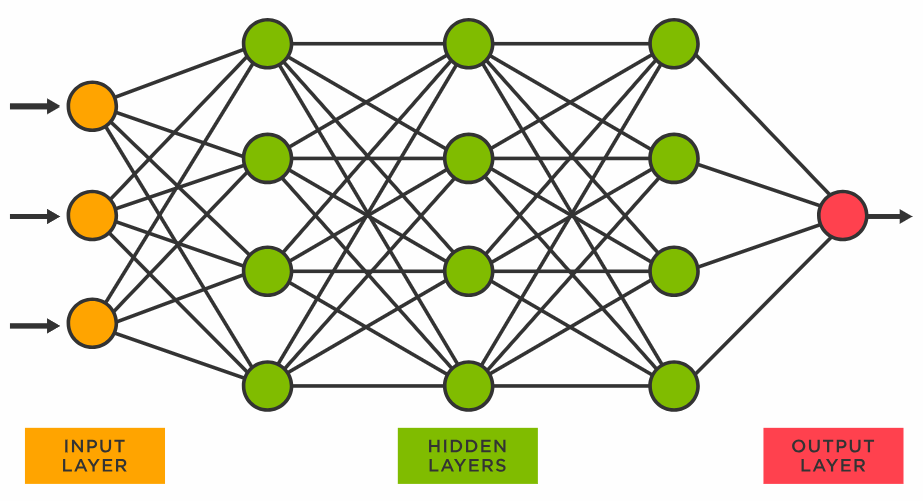 INPUT
LAYER
HIDDEN
LAYERS
OUTPUT
LAYER